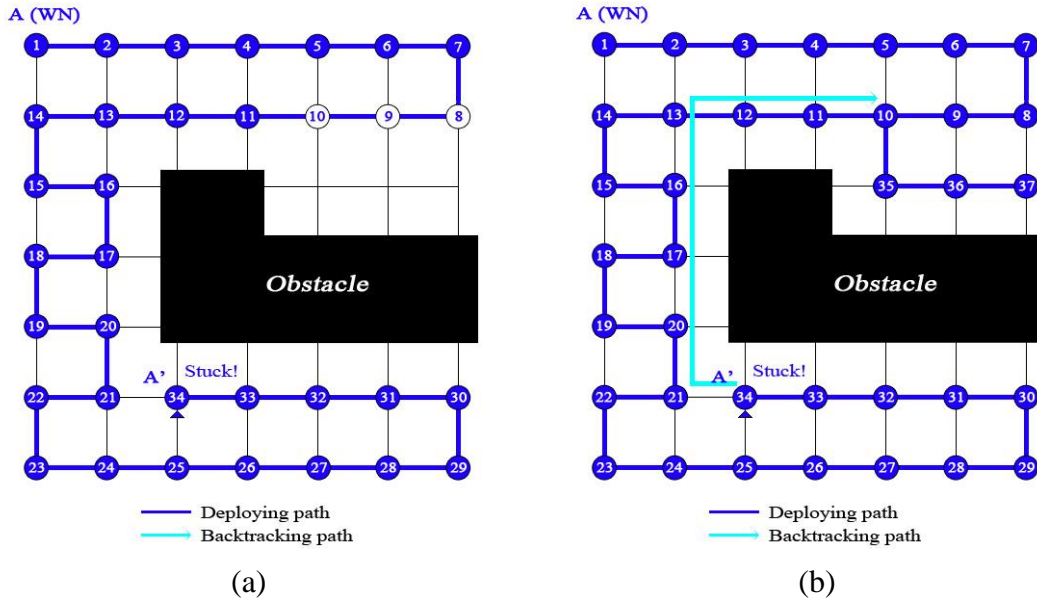 A (WN)
1 2 3 4 5 6 7
14 13 12 11 10 9 8
15 16
18 17
Obstacle
19 20
A' Stuck!
22 21 34 33 32 31 30
23 24 25 26 27 28 29
Deploying path
Backtracking path
(a)
A (WN)
1 2 3 4 5 6 7
14 13 12 11 10 9 8
15 16 35 36 37
18 17
Obstacle
19 20
A' Stuck!
22 21 34 33 32 31 30
23 24 25 26 27 28 29
Deploying path
Backtracking path
(b)